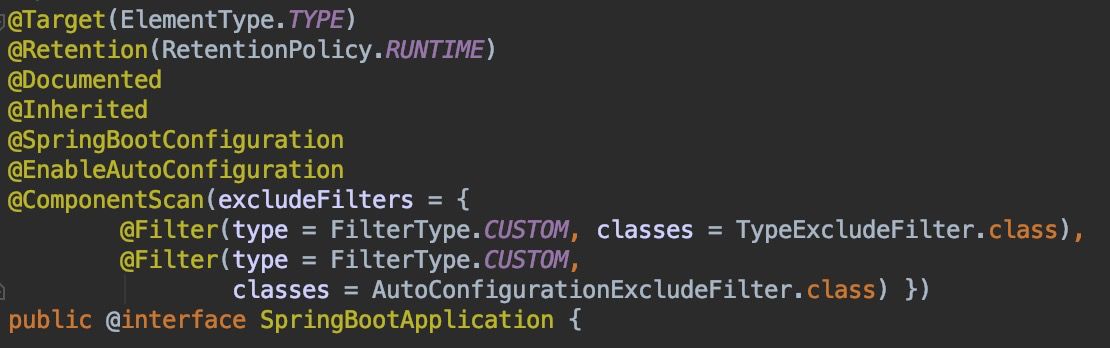 @Target(ElementType.TYPE)
@Retention(RetentionPolicy.RUNTIME)
@Documented
@Inherited
@SpringBootConfiguration
@EnableAutoConfiguration
@ComponentScan(excludeFilters = {
@Filter(type = FilterType.CUSTOM, classes = TypeExcludeFilter.class),
@Filter(type = FilterType.CUSTOM,
classes = AutoConfigurationExcludeFilter.class) })
public @interface SpringBootApplication {